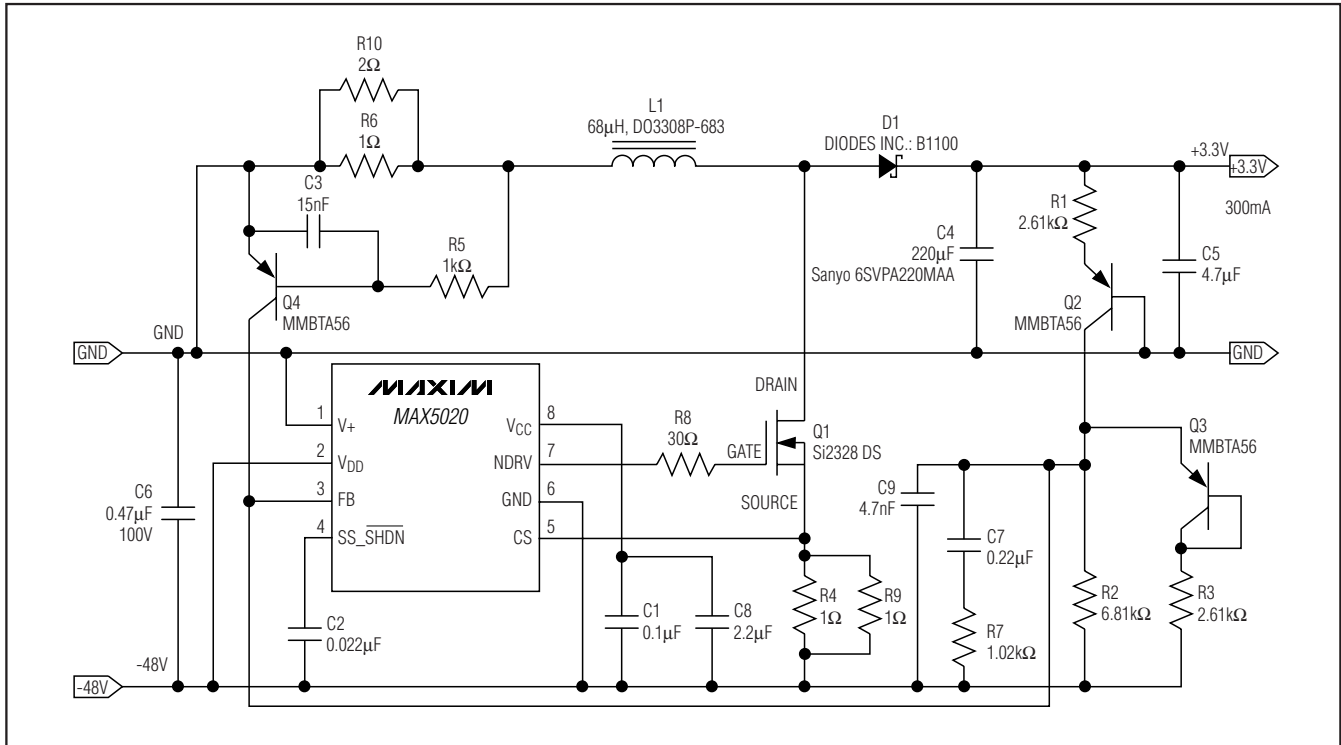 R10
2Ω
R6
1Ω
L1
68μH, DO3308P-683
D1
DIODES INC.: B1100
+3.3V
+3.3V
300mA
C3
15nF
R5
1kΩ
Q4
MMBTA56
R1
2.61kΩ
C4
220μF
Sanyo 6SVPA220MAA
C5
4.7μF
Q2
MMBTA56
GND
GND
GND
MAXIM
MAX5020
1
V+
2
VDD
3
FB
4
SS_SHDN
8
VCC
7
NDRV
6
GND
5
CS
R8
30Ω
DRAIN
GATE
SOURCE
Q1
Si2328 DS
Q3
MMBTA56
C6
0.47μF
100V
C2
0.022μF
C1
0.1μF
C8
2.2μF
R4
1Ω
R9
1Ω
C9
4.7nF
C7
0.22μF
R7
1.02kΩ
R2
6.81kΩ
R3
2.61kΩ
-48V
-48V